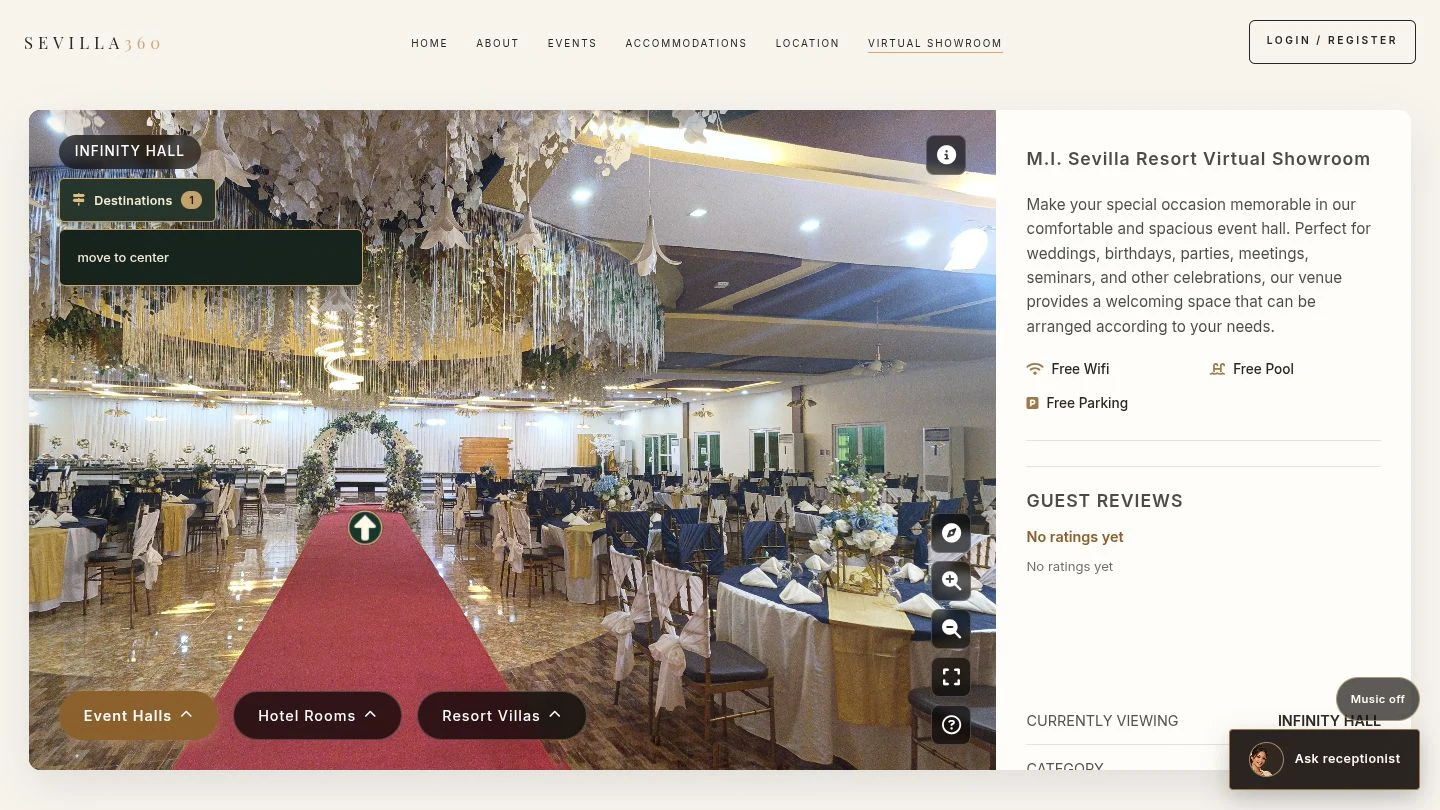 SEVILLA360
HOME
ABOUT
EVENTS
ACCOMMODATIONS
LOCATION
VIRTUAL SHOWROOM
LOGIN / REGISTER
INFINITY HALL
Destinations 1
move to center
Event Halls
Hotel Rooms
Resort Villas
M.I. Sevilla Resort Virtual Showroom
Make your special occasion memorable in our
comfortable and spacious event hall. Perfect for
weddings, birthdays, parties, meetings,
seminars, and other celebrations, our venue
provides a welcoming space that can be
arranged according to your needs.
Free Wifi
Free Pool
Free Parking
GUEST REVIEWS
No ratings yet
No ratings yet
Music off
CURRENTLY VIEWING
INFINITY HALL
CATEGORY
Ask receptionist